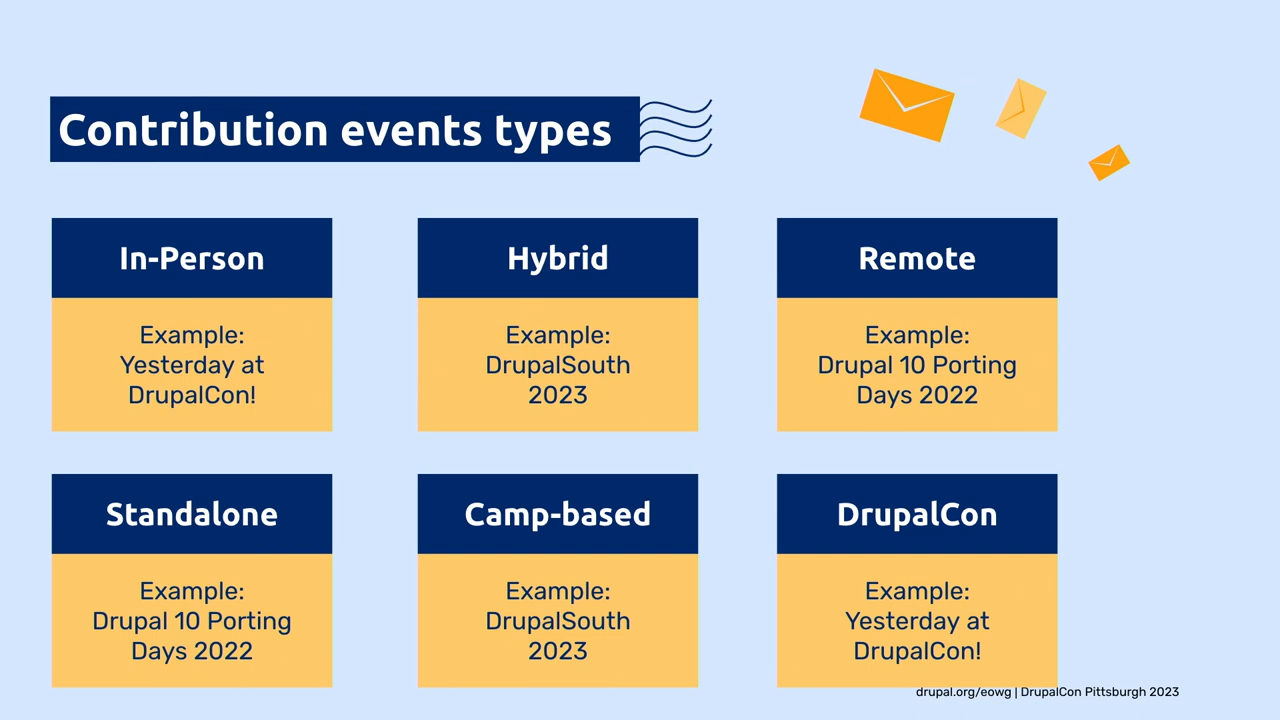 Contribution events types
In-Person
Example:
Yesterday at
DrupalCon!
Hybrid
Example:
DrupalSouth
2023
Remote
Example:
Drupal 10 Porting
Days 2022
Standalone
Example:
Drupal 10 Porting
Days 2022
Camp-based
Example:
DrupalSouth
2023
DrupalCon
Example:
Yesterday at
DrupalCon!
drupal.org/eowg | DrupalCon Pittsburgh 2023